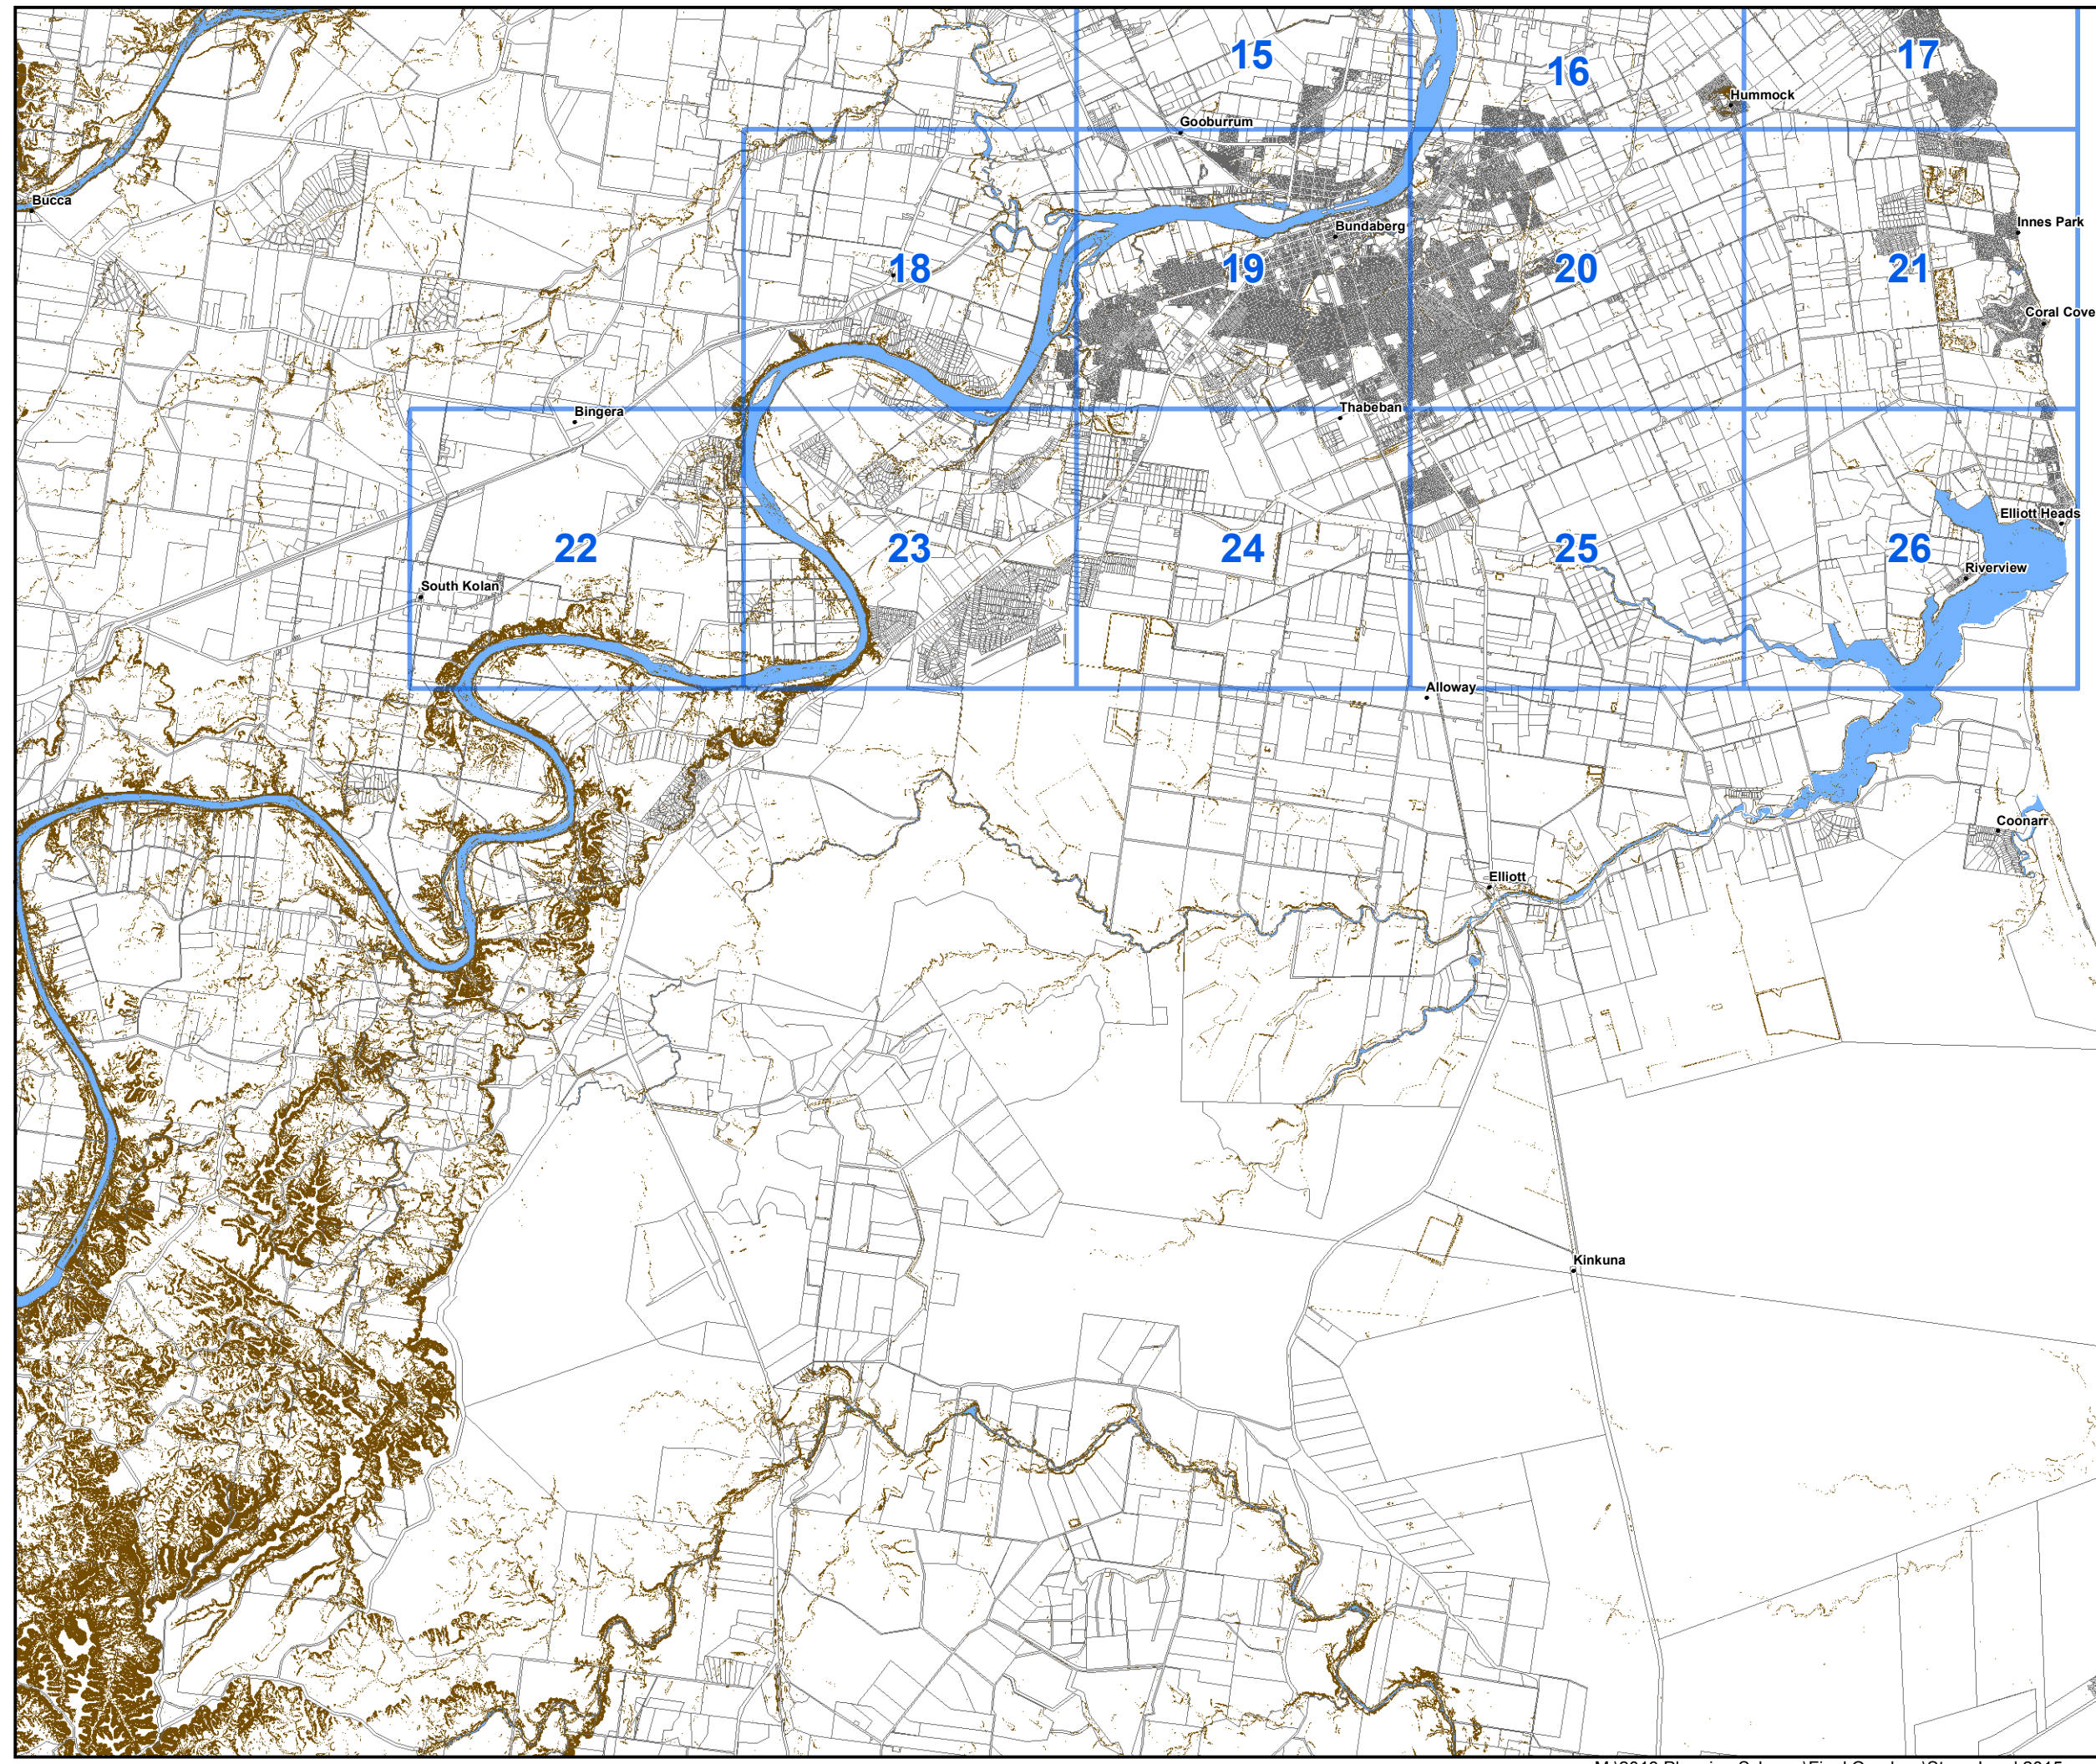 15
16
17
Hummock
Gooburrum
Bucca
Innes Park
Bundaberg
18
19
20
21
Coral Cove
Bingera
Thabeban
Elliott Heads
22
23
24
25
26
Riverview
South Kolan
Alloway
Coonarr
Elliott
Kinkuna